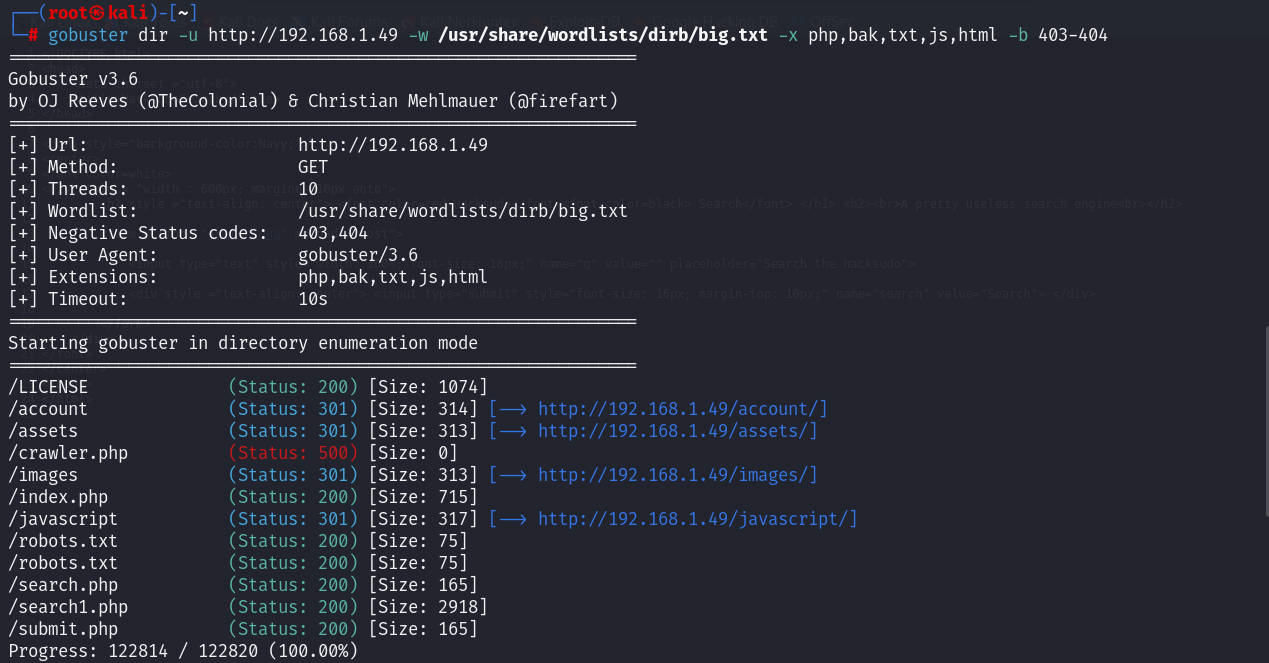 ┌──(root㉿kali)-[~]
└─# gobuster dir -u http://192.168.1.49 -w /usr/share/wordlists/dirb/big.txt -x php,bak,txt,js,html -b 403-404
===============================================================
Gobuster v3.6
by OJ Reeves (@TheColonial) & Christian Mehlmauer (@firefart)
===============================================================
[+] Url:                     http://192.168.1.49
[+] Method:                  GET
[+] Threads:                 10
[+] Wordlist:                /usr/share/wordlists/dirb/big.txt
[+] Negative Status codes:   403,404
[+] User Agent:              gobuster/3.6
[+] Extensions:              php,bak,txt,js,html
[+] Timeout:                 10s
===============================================================
Starting gobuster in directory enumeration mode
===============================================================
/LICENSE              (Status: 200) [Size: 1074]
/account              (Status: 301) [Size: 314] [--> http://192.168.1.49/account/]
/assets               (Status: 301) [Size: 313] [--> http://192.168.1.49/assets/]
/crawler.php          (Status: 500) [Size: 0]
/images               (Status: 301) [Size: 313] [--> http://192.168.1.49/images/]
/index.php            (Status: 200) [Size: 715]
/javascript           (Status: 301) [Size: 317] [--> http://192.168.1.49/javascript/]
/robots.txt           (Status: 200) [Size: 75]
/robots.txt           (Status: 200) [Size: 75]
/search.php           (Status: 200) [Size: 165]
/search1.php          (Status: 200) [Size: 2918]
/submit.php           (Status: 200) [Size: 165]
Progress: 122814 / 122820 (100.00%)